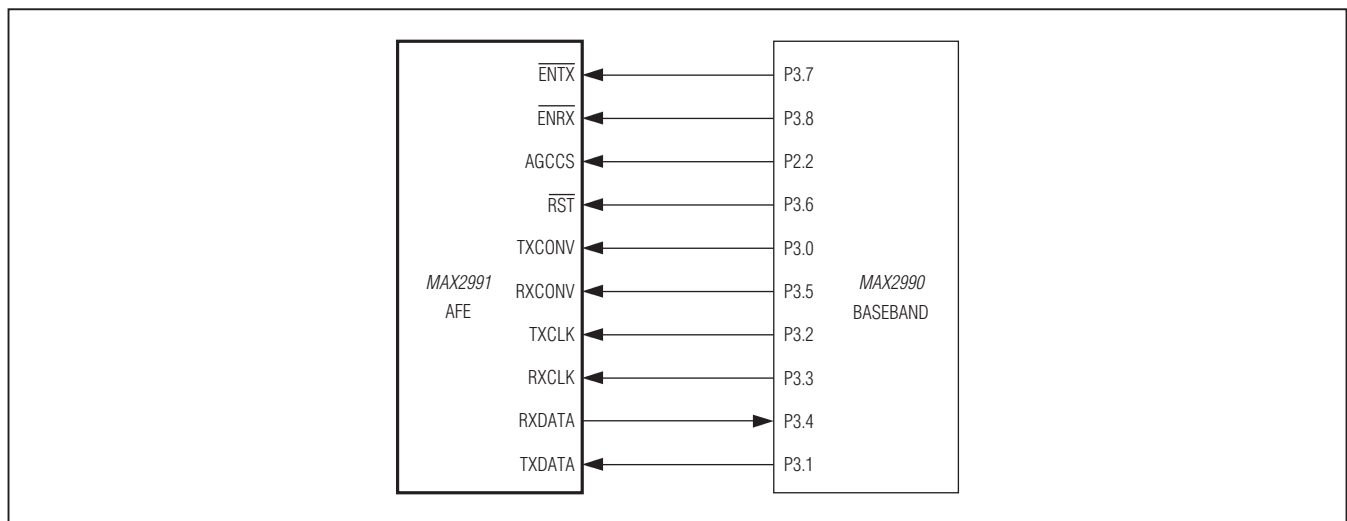 ENTX P3.7
ENRX P3.8
AGCCS P2.2
RST P3.6
TXCONV P3.0
MAX2991 RXCONV P3.5 MAX2990
AFE BASEBAND
TXCLK P3.2
RXCLK P3.3
RXDATA P3.4
TXDATA P3.1